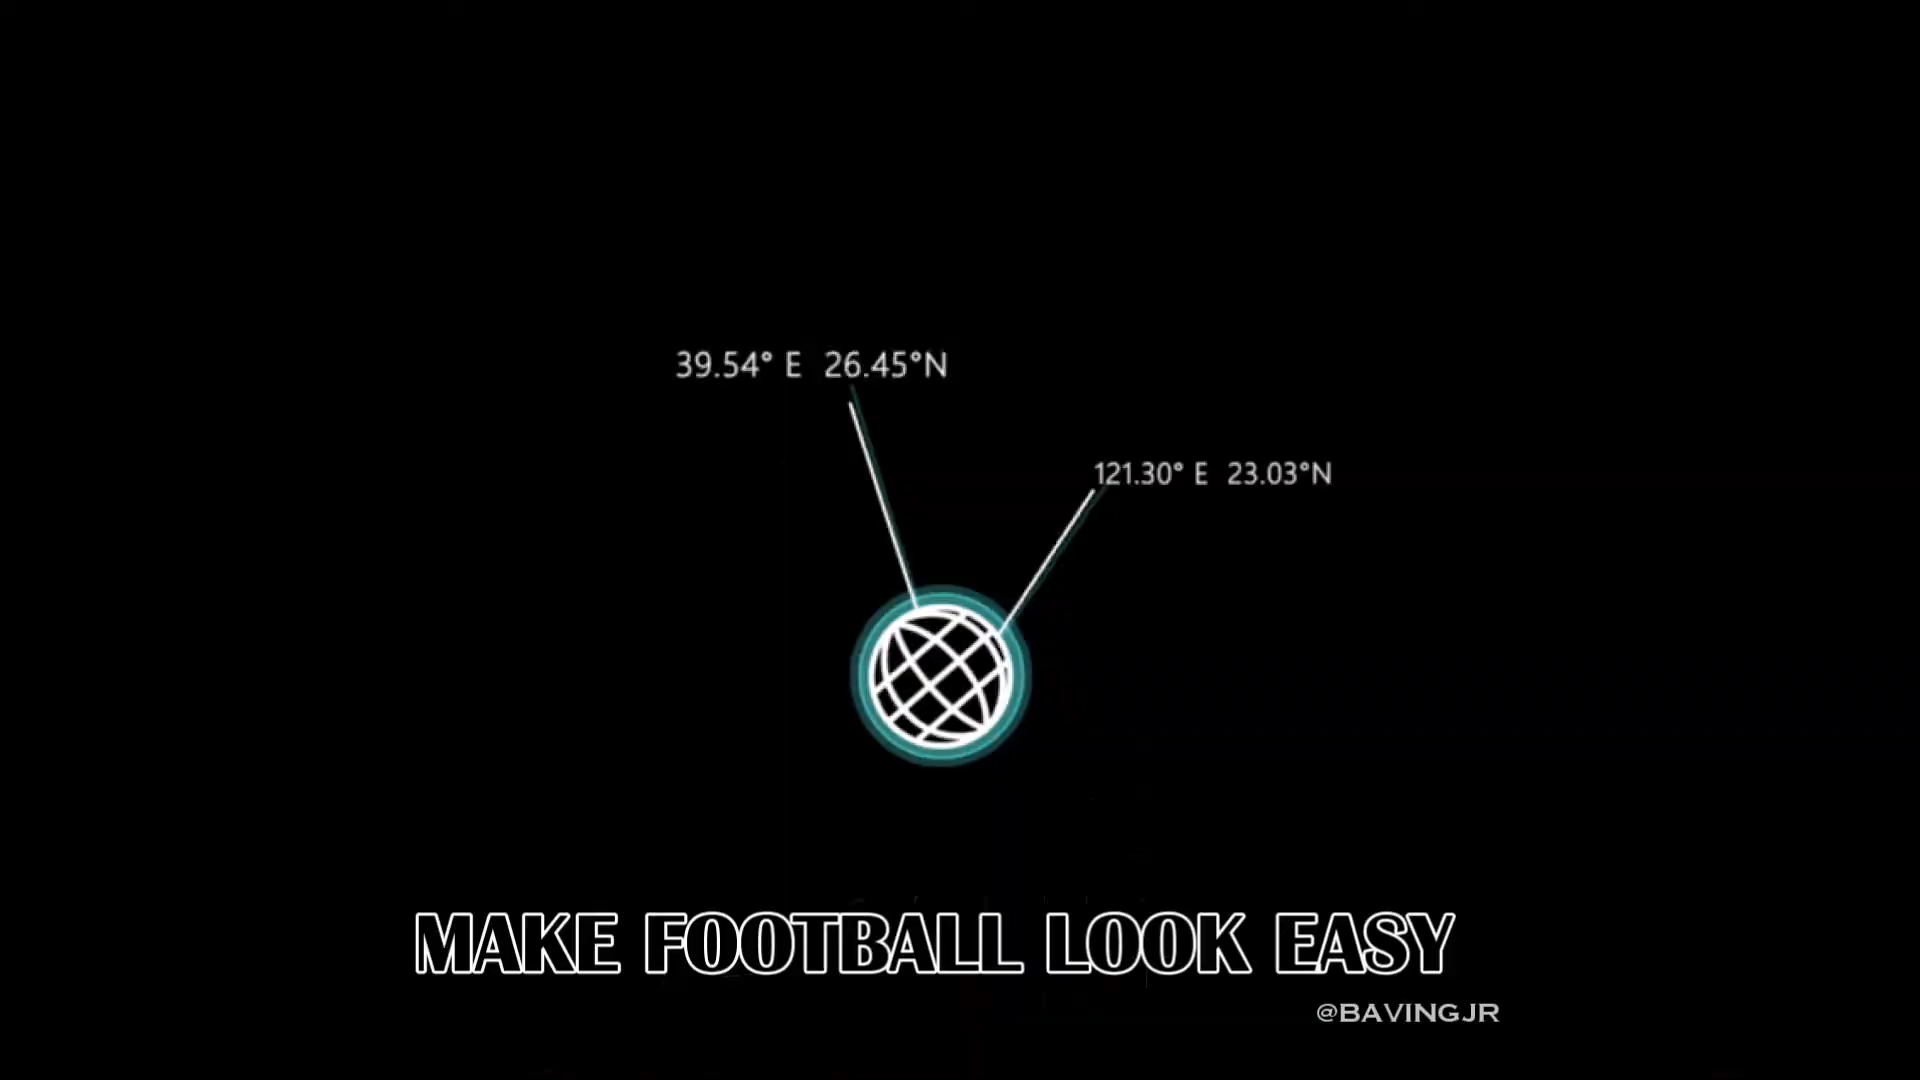 39.54° E 26.45°N
121.30° E 23.03°N
MAKE FOOTBALL LOOK EASY
@BAVINGJR